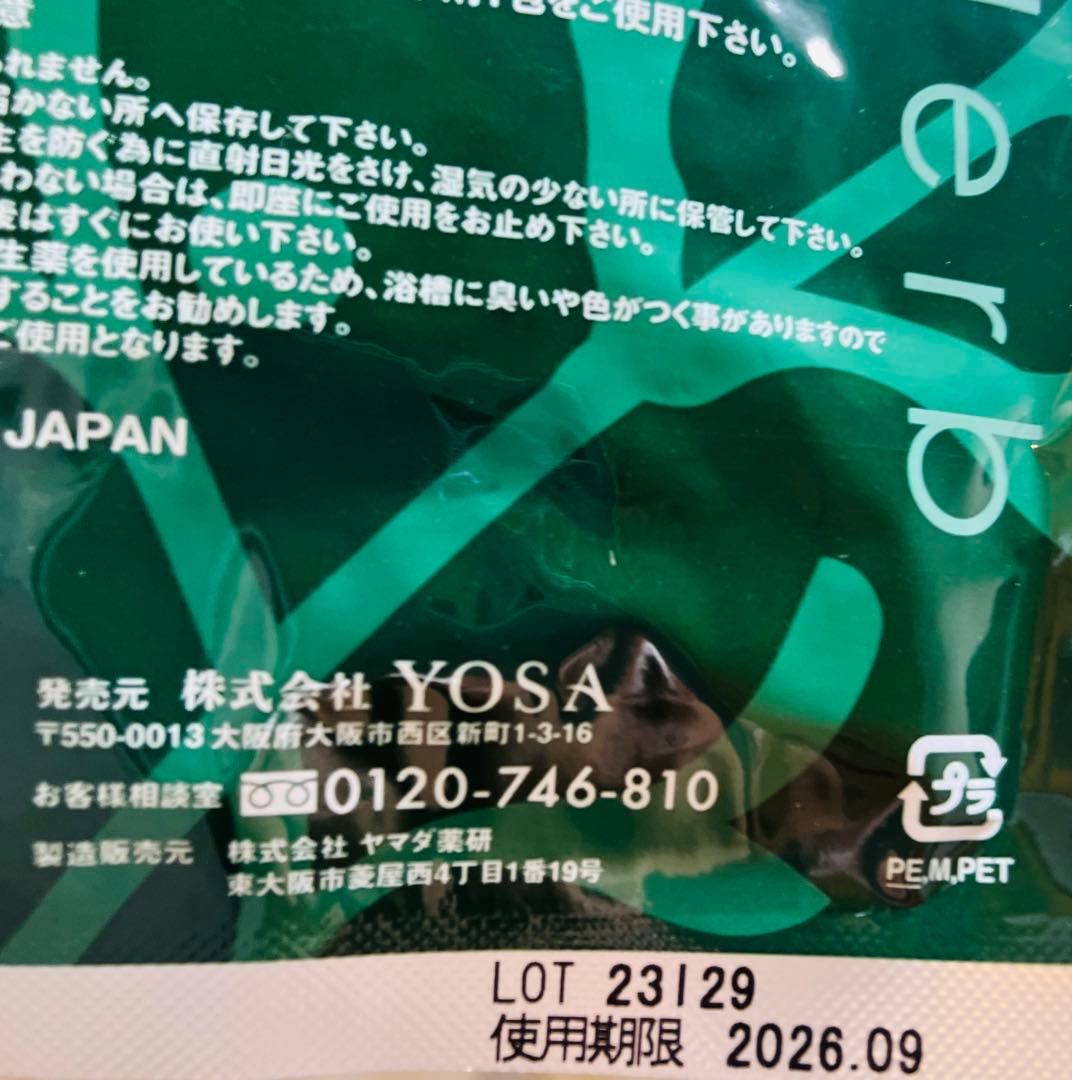 をご使用下さい。
意
れません。
かない所へ保存して下さい。
を防ぐ為に直射日光をさけ、湿気の少ない所に保管して下さい。
わない場合は、即座にご使用をお止め下さい。
後はすぐにお使い下さい。
生薬を使用しているため、浴槽に臭いや色がつく事がありますので
することをお勧めします。
ご使用となります。
JAPAN
erb
発売元 株式会社 YOSA
〒550-0013 大阪府大阪市西区新町1-3-16
お客様相談室 0120-746-810
製造販売元 株式会社 ヤマダ薬研
東大阪市菱屋西4丁目1番19号
プラ
PE,M,PET
LOT 23I29
使用期限 2026.09